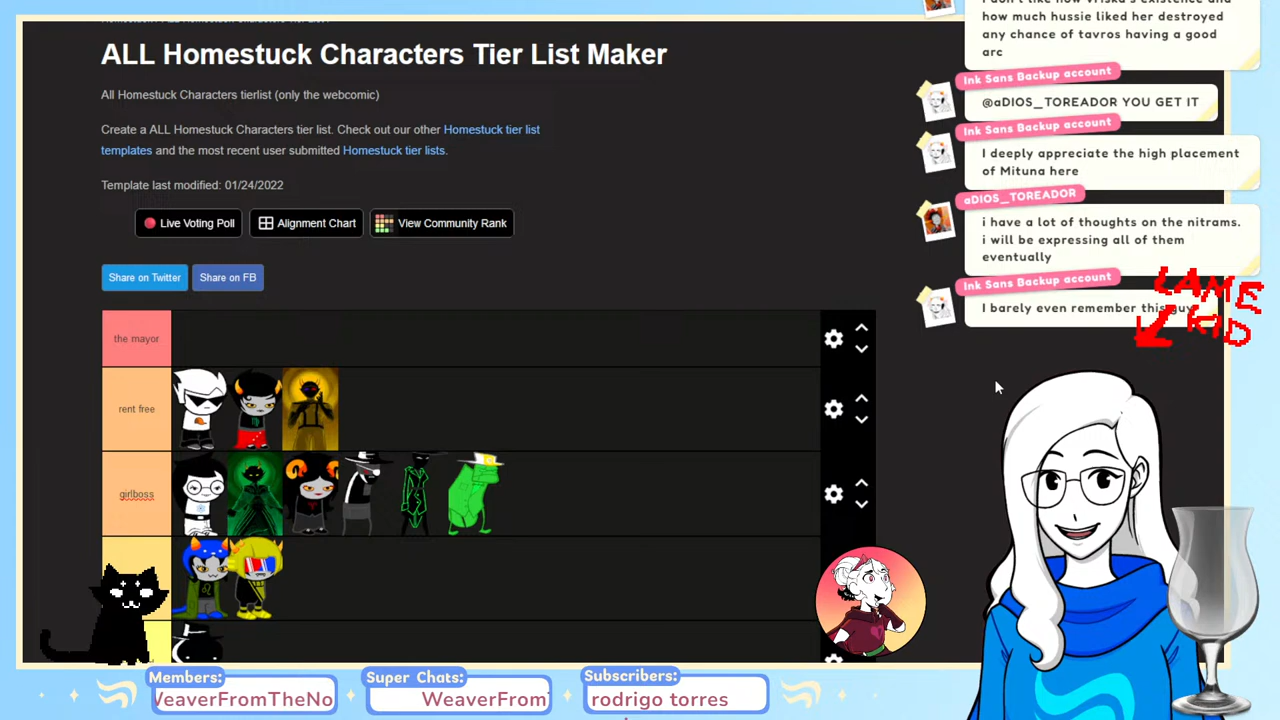 ALL Homestuck Characters Tier List Maker
All Homestuck Characters tierlist (only the webcomic)
Create a ALL Homestuck Characters tier list. Check out our other Homestuck tier list
templates and the most recent user submitted Homestuck tier lists.
Template last modified: 01/24/2022
Live Voting Poll
Alignment Chart
View Community Rank
Share on Twitter
Share on FB
the mayor
rent free
girlboss
how much hussie liked her destroyed
any chance of tavros having a good
arc
Ink Sans Backup account
@aDIOS_TOREADOR YOU GET IT
Ink Sans Backup account
I deeply appreciate the high placement
of Mituna here
aDIOS_TOREADOR
i have a lot of thoughts on the nitrams.
i will be expressing all of them
eventually
Ink Sans Backup account
I barely even remember this guy
LAME
KID
Members:
WeaverFromTheNo
Super Chats:
WeaverFrom
Subscribers:
rodrigo torres